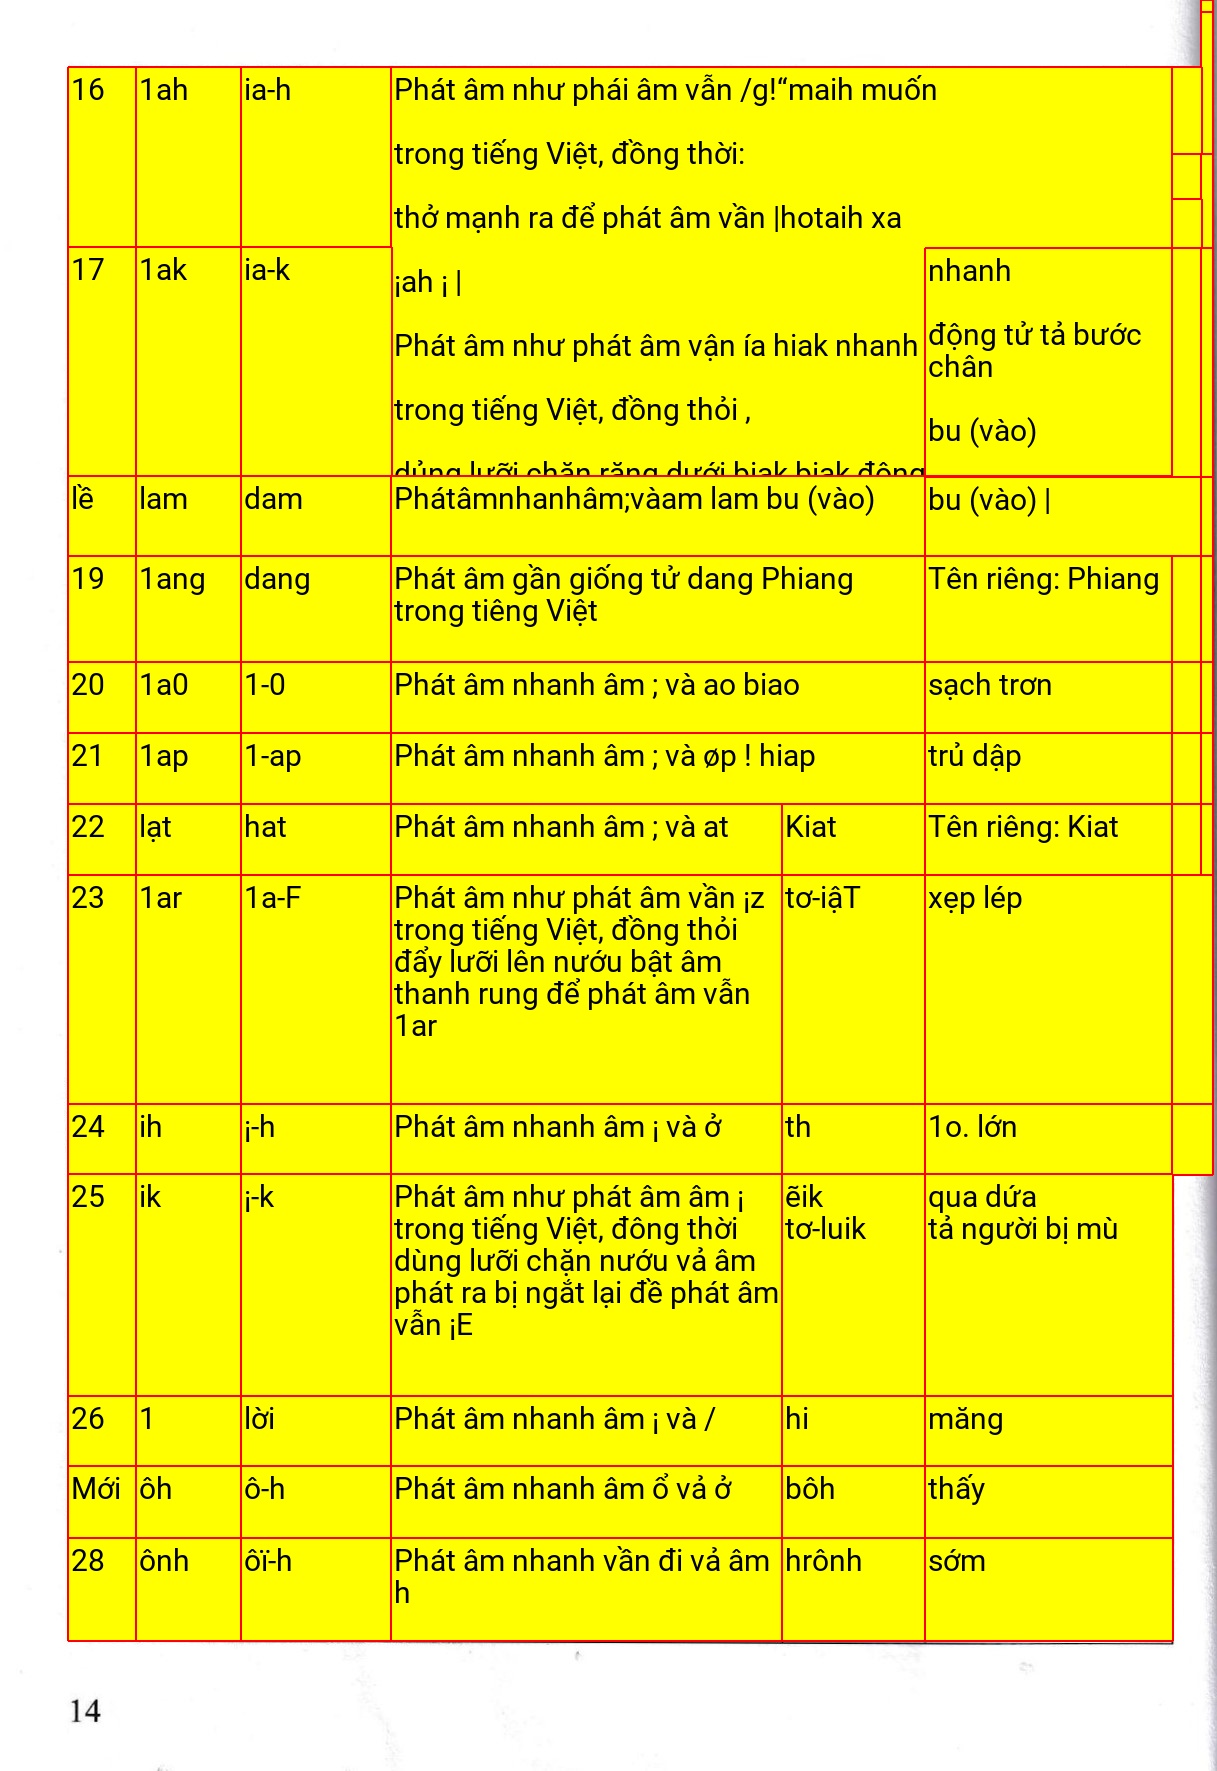 16 1ah ia-h Phát âm như phái âm vẫn /g!“maih muốn
trong tiếng Việt, đồng thời:
thở mạnh ra để phát âm vần |hotaih xa
17 1ak ia-k ¡ah ¡ | nhanh
Phát âm như phát âm vận ía hiak nhanh động tử tả bước
chân
trong tiếng Việt, đồng thỏi , bu (vào)
dủng lưỡi chặn răng dưới biak biak động
lề lam dam Phátâmnhanhâm;vàam lam bu (vào) bu (vào) |
19 1ang dang Phát âm gần giống tử dang Phiang Tên riêng: Phiang
trong tiêng Việt
20 1a0 1-0 Phát âm nhanh âm ; và ao biao sạch trơn
21 1ap 1-ap Phát âm nhanh âm ; và øp ! hiap trủ dập
22 lạt hat Phát âm nhanh âm ; và at Kiat Tên riêng: Kiat
23 1ar 1a-F Phát âm như phát âm vần ¡z tơ-iậT xẹp lép
trong tiếng Việt, đồng thỏi
đẩy lưỡi lên nướu bật âm
thanh rung để phát âm vẫn
1ar
24 ih ¡-h Phát âm nhanh âm ¡ và ở th 1o. lớn
25 ik ¡-k Phát âm như phát âm âm ¡ ẽik qua dứa
trong tiếng Việt, đông thời tơ-luik tả người bị mù
dùng lưỡi chặn nướu vả âm
phát ra bị ngắt lại đề phát âm
vẫn ¡E
26 1 lời Phát âm nhanh âm ¡ và / hi măng
Mới ôh ô-h Phát âm nhanh âm ổ vả ở bôh thấy
28 ônh ôï-h Phát âm nhanh vần đi vả âm hrônh sớm
h
14